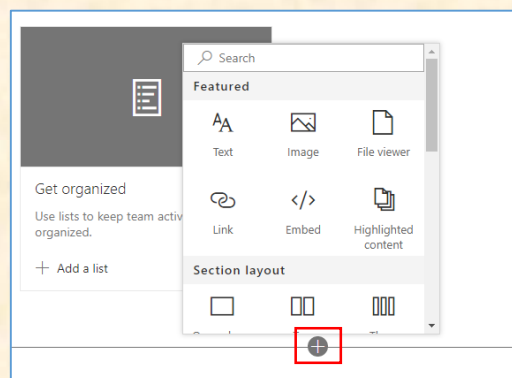 Search
Featured
Text
Image
File viewer
Link
Embed
Highlighted
content
Section layout
Get organized
Use lists to keep team activ
organized.
Add a list